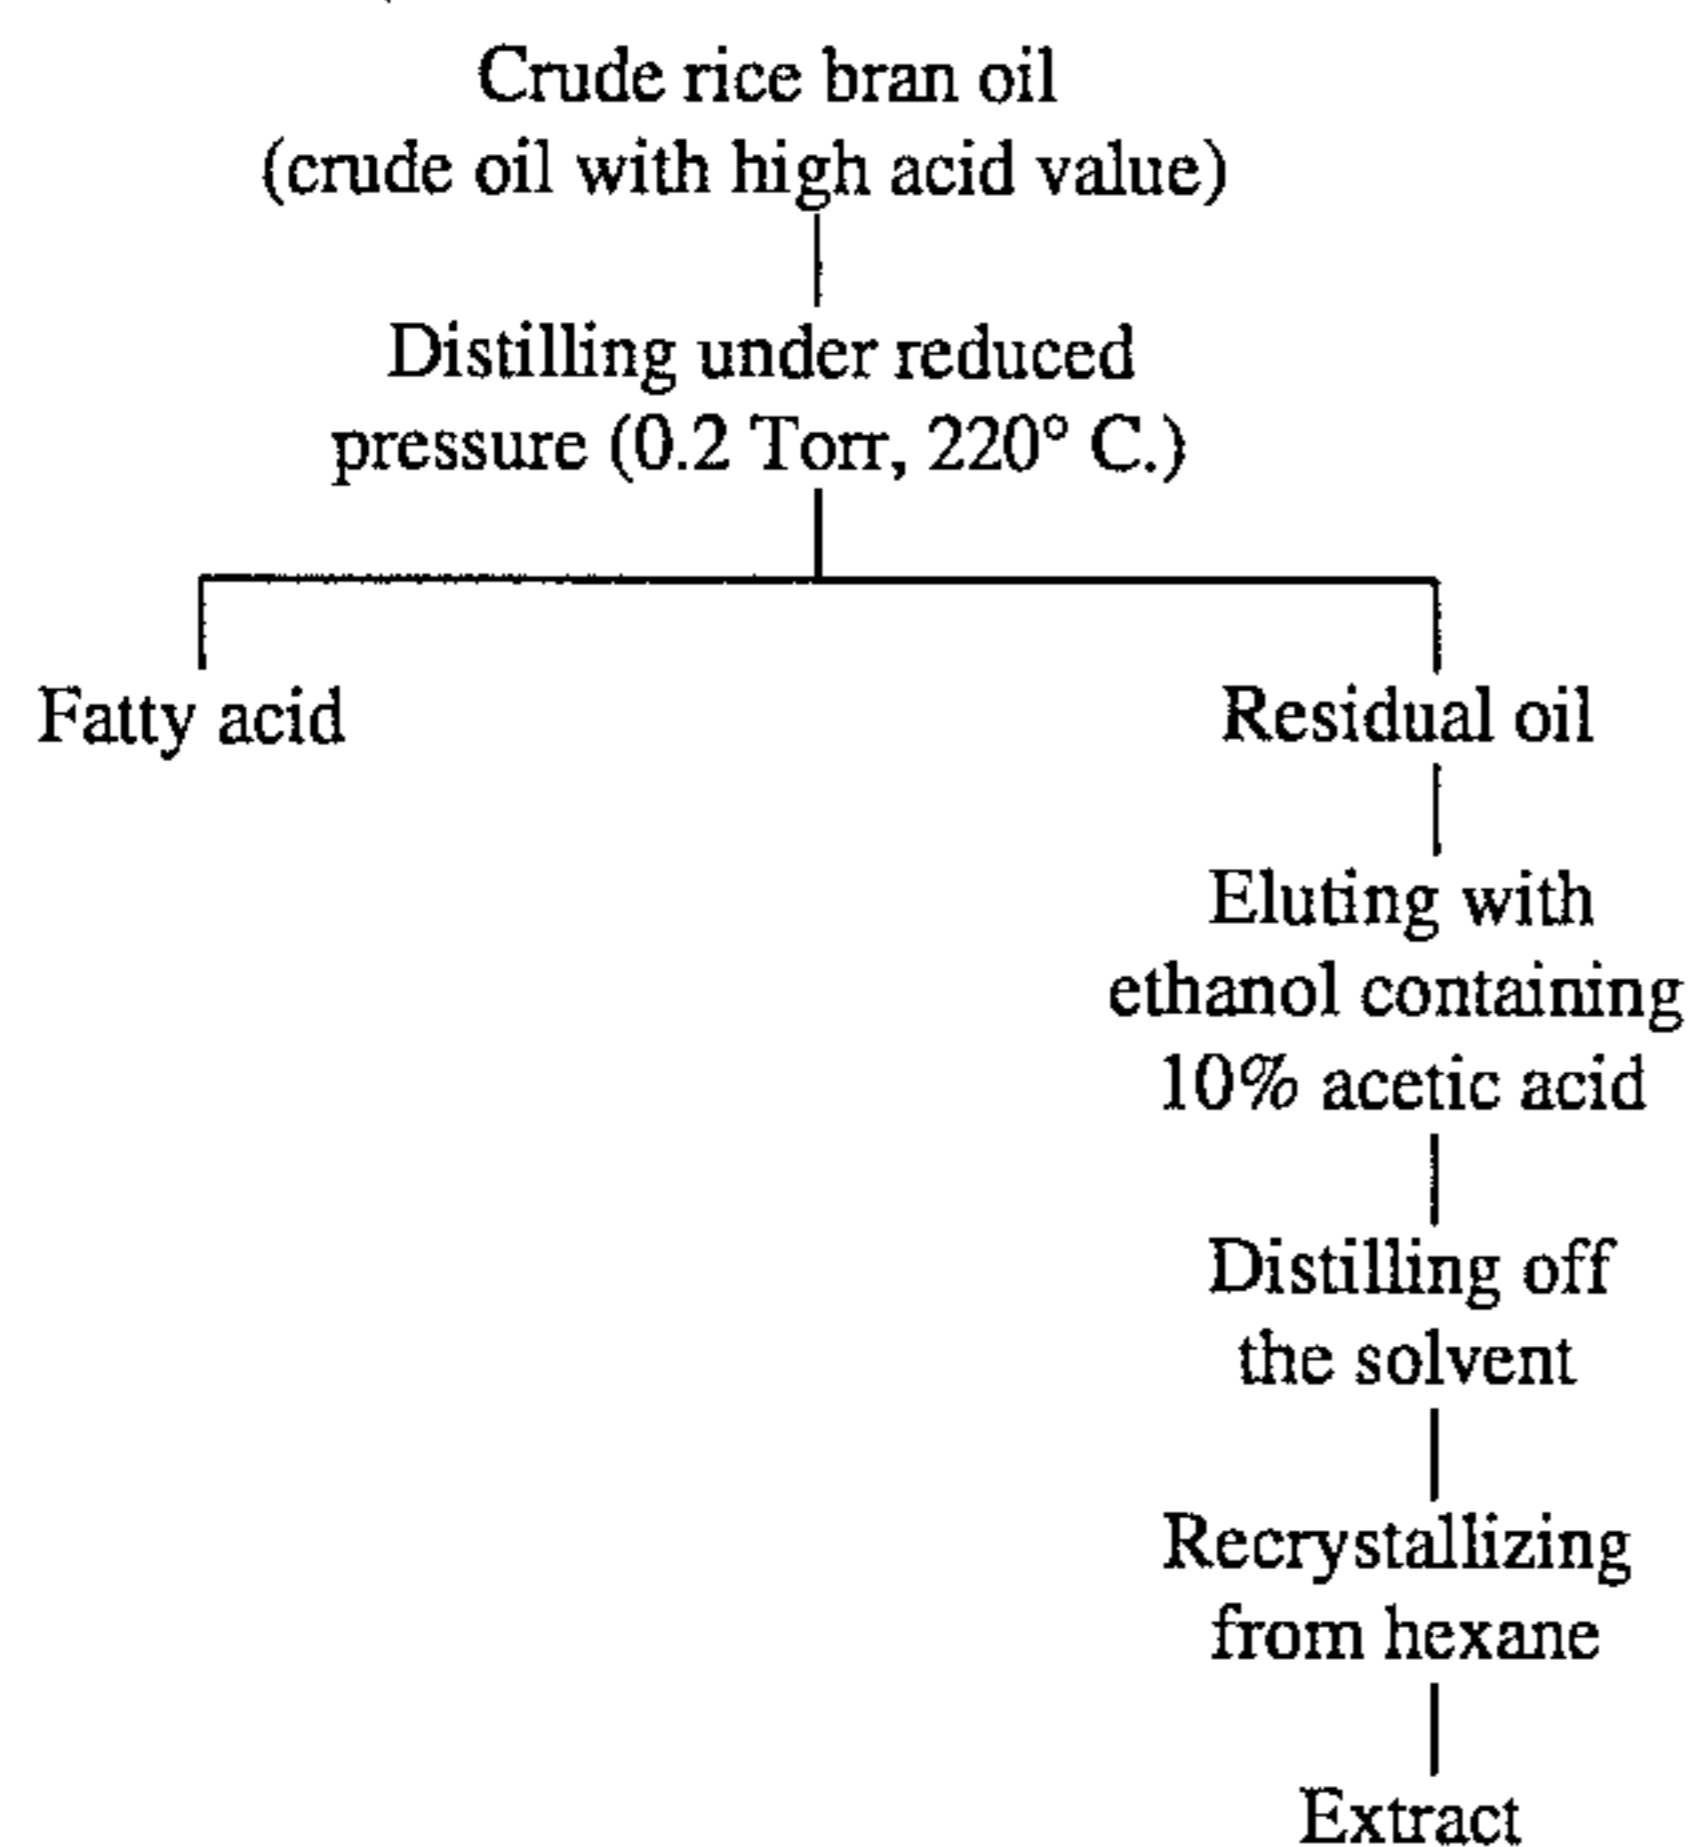 Crude rice bran oil
(crude oil with high acid value)
Distilling under reduced
pressure (0.2 Torr, 220° C.)
Fatty acid
Residual oil
Eluting with
ethanol containing
10% acetic acid
Distilling off
the solvent
Recrystallizing
from hexane
Extract